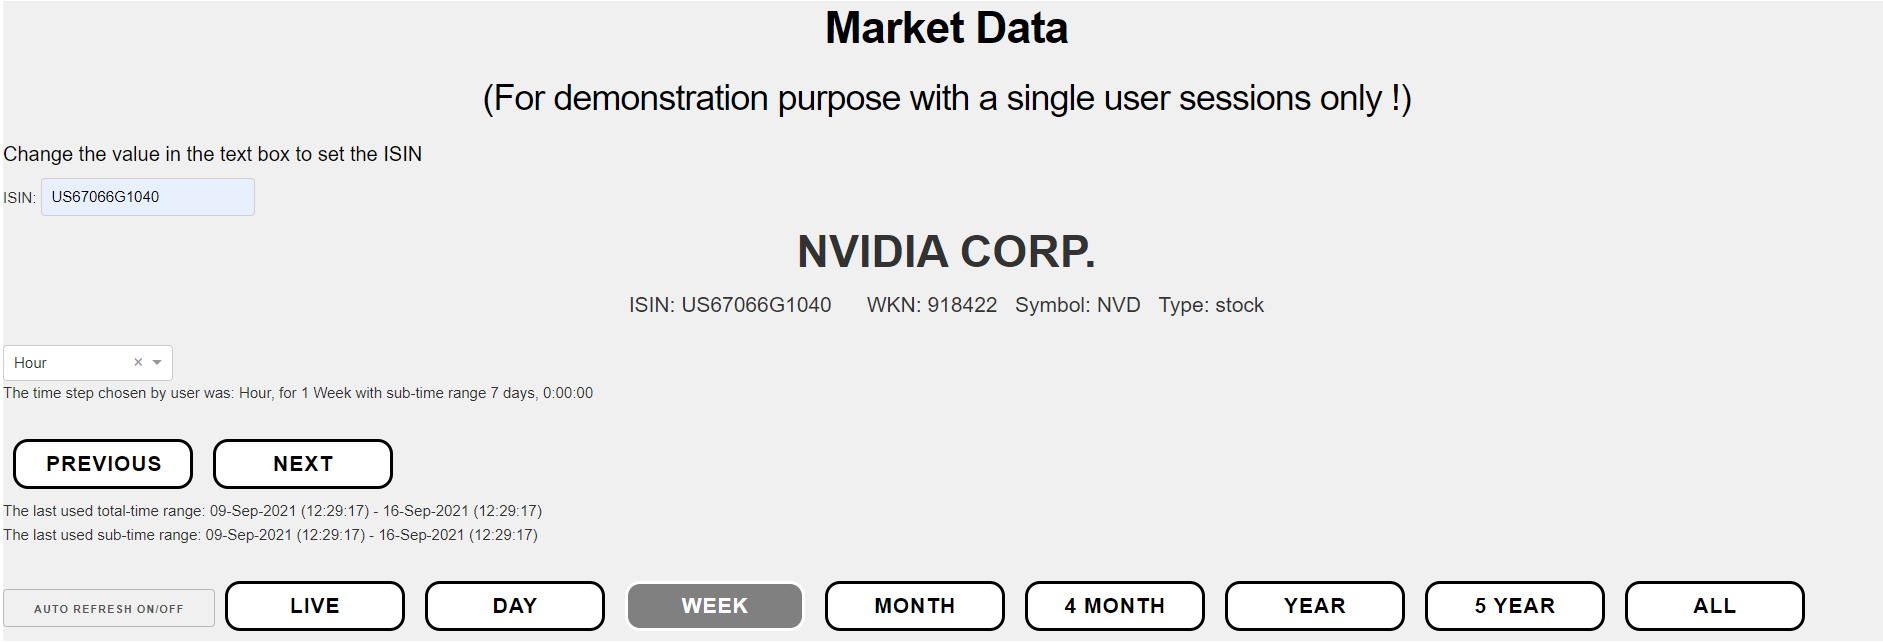 Market Data
(For demonstration purpose with a single user sessions only !)
Change the value in the text box to set the ISIN
ISIN: US67066G1040
NVIDIA CORP.
ISIN: US67066G1040 WKN: 918422 Symbol: NVD Type: stock
Hour ×
The time step chosen by user was: Hour, for 1 Week with sub-time range 7 days, 0:00:00
PREVIOUS NEXT
The last used total-time range: 09-Sep-2021 (12:29:17) - 16-Sep-2021 (12:29:17)
The last used sub-time range: 09-Sep-2021 (12:29:17) - 16-Sep-2021 (12:29:17)
AUTO REFRESH ON/OFF LIVE DAY WEEK MONTH 4 MONTH YEAR 5 YEAR ALL